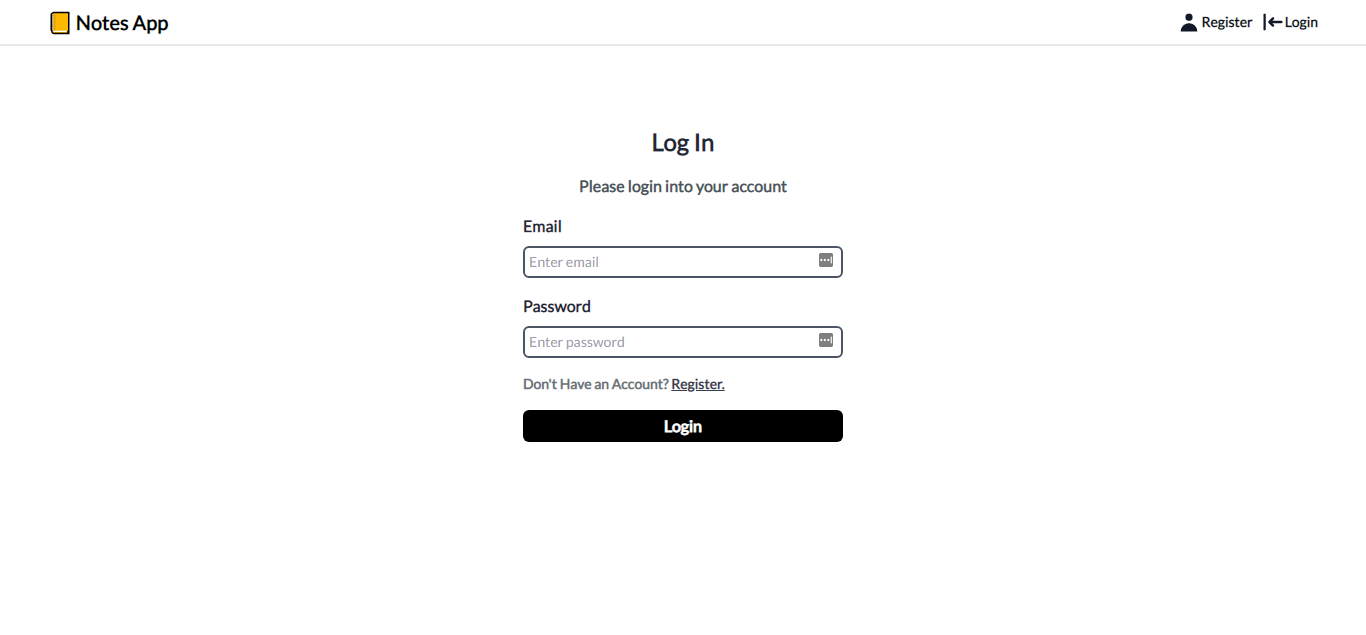 Notes App
Register
Login
Log In
Please login into your account
Email
Enter email
Password
Enter password
Don't Have an Account? Register.
Login